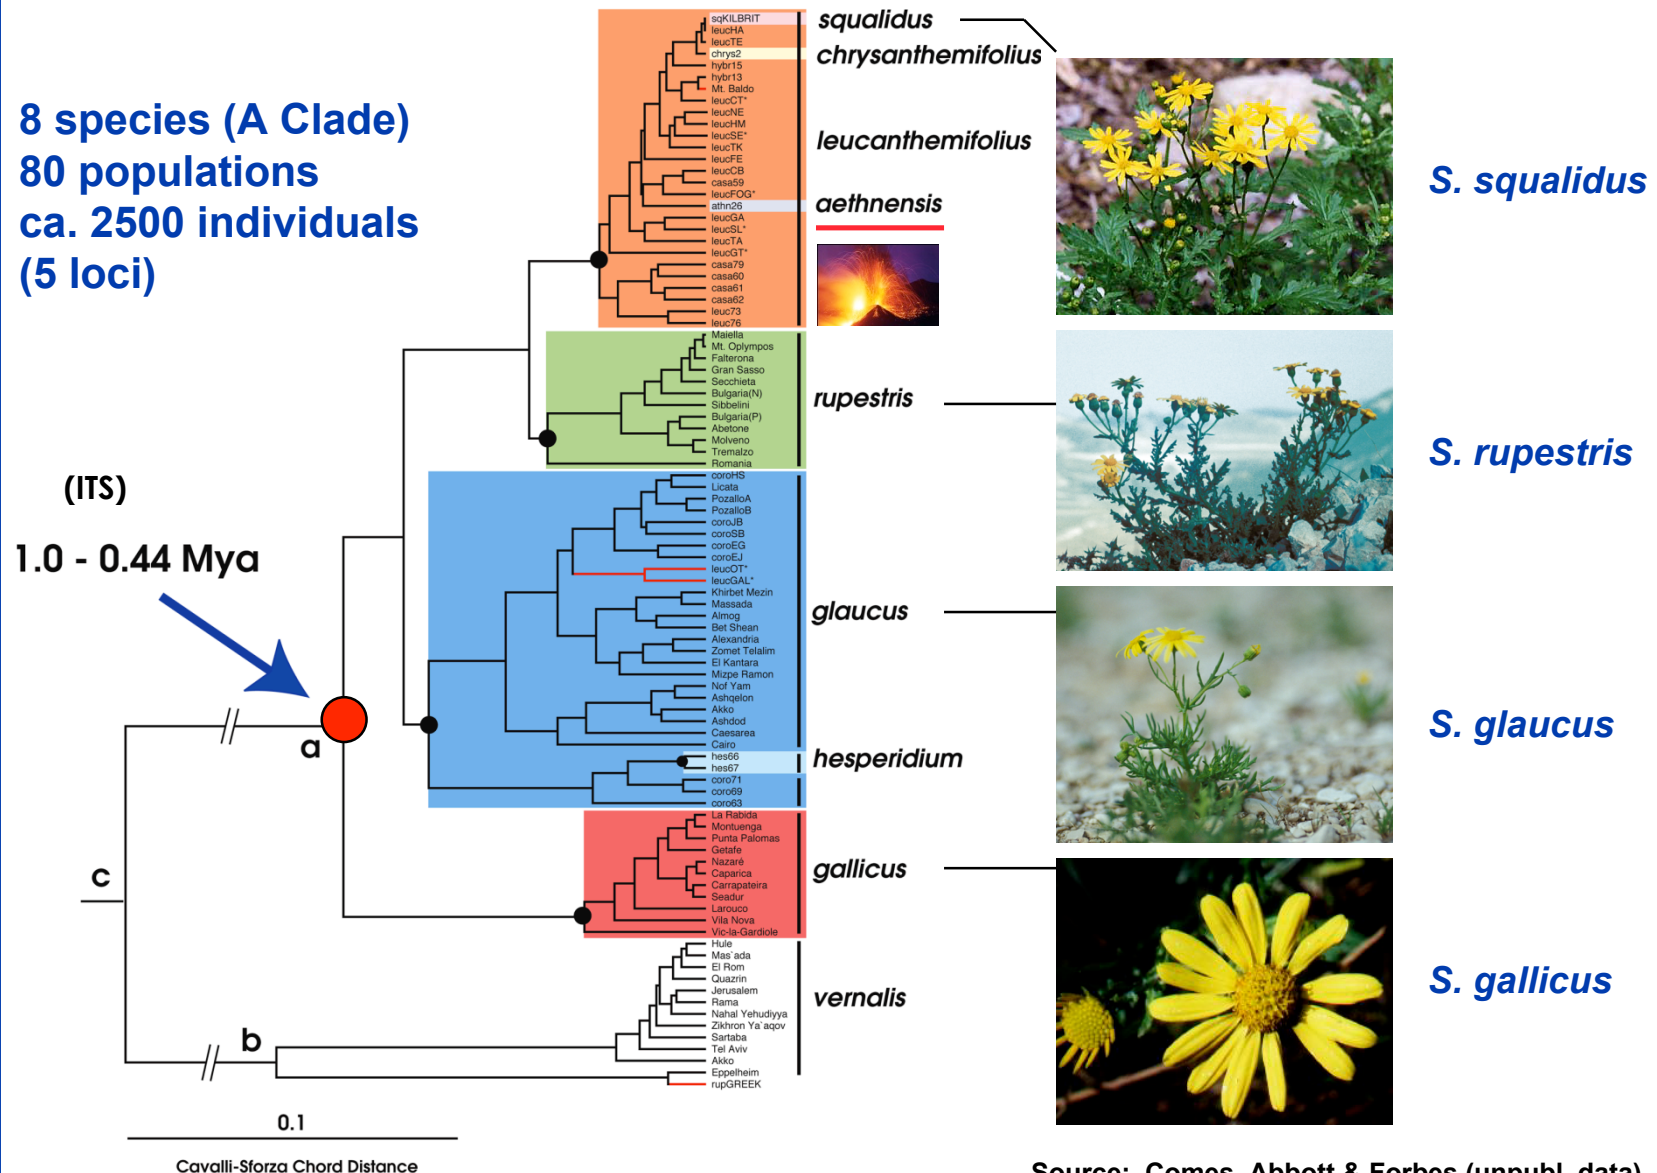 8 species (A Clade)
80 populations
ca. 2500 individuals
(5 loci)
(ITS)
1.0 - 0.44 Mya
a
b
c
0.1
Cavalli-Sforza Chord Distance
sqKILBRIT
leucHA
leucTE
chrys2
hybr15
hybr13
Mt. Baldo
leucCT*
leucNE
leucHM
leucSE*
leucTK
leucFE
leucCB
casa59
leucFOG*
athn26
leucGA
leucSL*
leucTA
leucGT*
casa79
casa60
casa61
casa62
leuc73
leuc76
Maiella
Mt. Oplympos
Falterona
Gran Sasso
Secchieta
Bulgaria(N)
Sibbelini
Bulgaria(P)
Abetone
Molveno
Tremalzo
Romania
coroHS
Licata
PozalloA
PozalloB
coroJB
coroSB
coroEG
coroEJ
leucOT*
leucGAL*
Khirbet Mezin
Massada
Almog
Bet Shean
Alexandria
Zomet Telalim
El Kantara
Mizpe Ramon
Nof Yam
Ashqelon
Akko
Ashdod
Caesarea
Cairo
hes66
hes67
coro71
coro69
coro63
La Rabida
Montuenga
Punta Palomas
Getafe
Nazaré
Caparica
Carrapateira
Seadur
Larouco
Vila Nova
Vic-la-Gardiole
Hule
Mas`ada
El Rom
Quazrin
Jerusalem
Rama
Nahal Yehudiyya
Zikhron Ya`aqov
Sartaba
Tel Aviv
Akko
Eppelheim
rupGREEK
squalidus
chrysanthemifolius
leucanthemifolius
aethnensis
rupestris
glaucus
hesperidium
gallicus
vernalis
S. squalidus
S. rupestris
S. glaucus
S. gallicus
Source: Comes, Abbott & Forbes (unpubl. data)